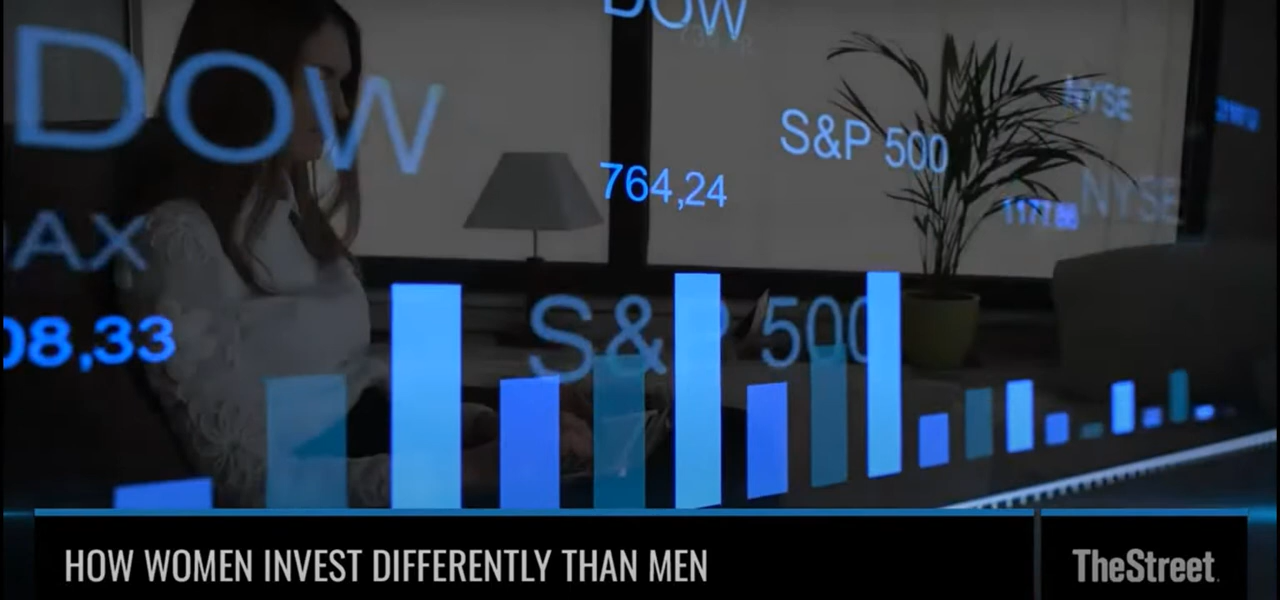 DOW
DOW
NYSE
S&P 500
764,24
NYSE
AX
08,33
S&P 500
HOW WOMEN INVEST DIFFERENTLY THAN MEN
TheStreet